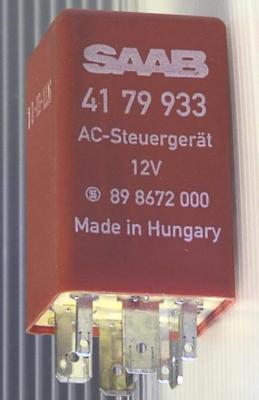 SAAB
41 79 933
AC-Steuergerät
12V
S 89 8672 000
Made in Hungary